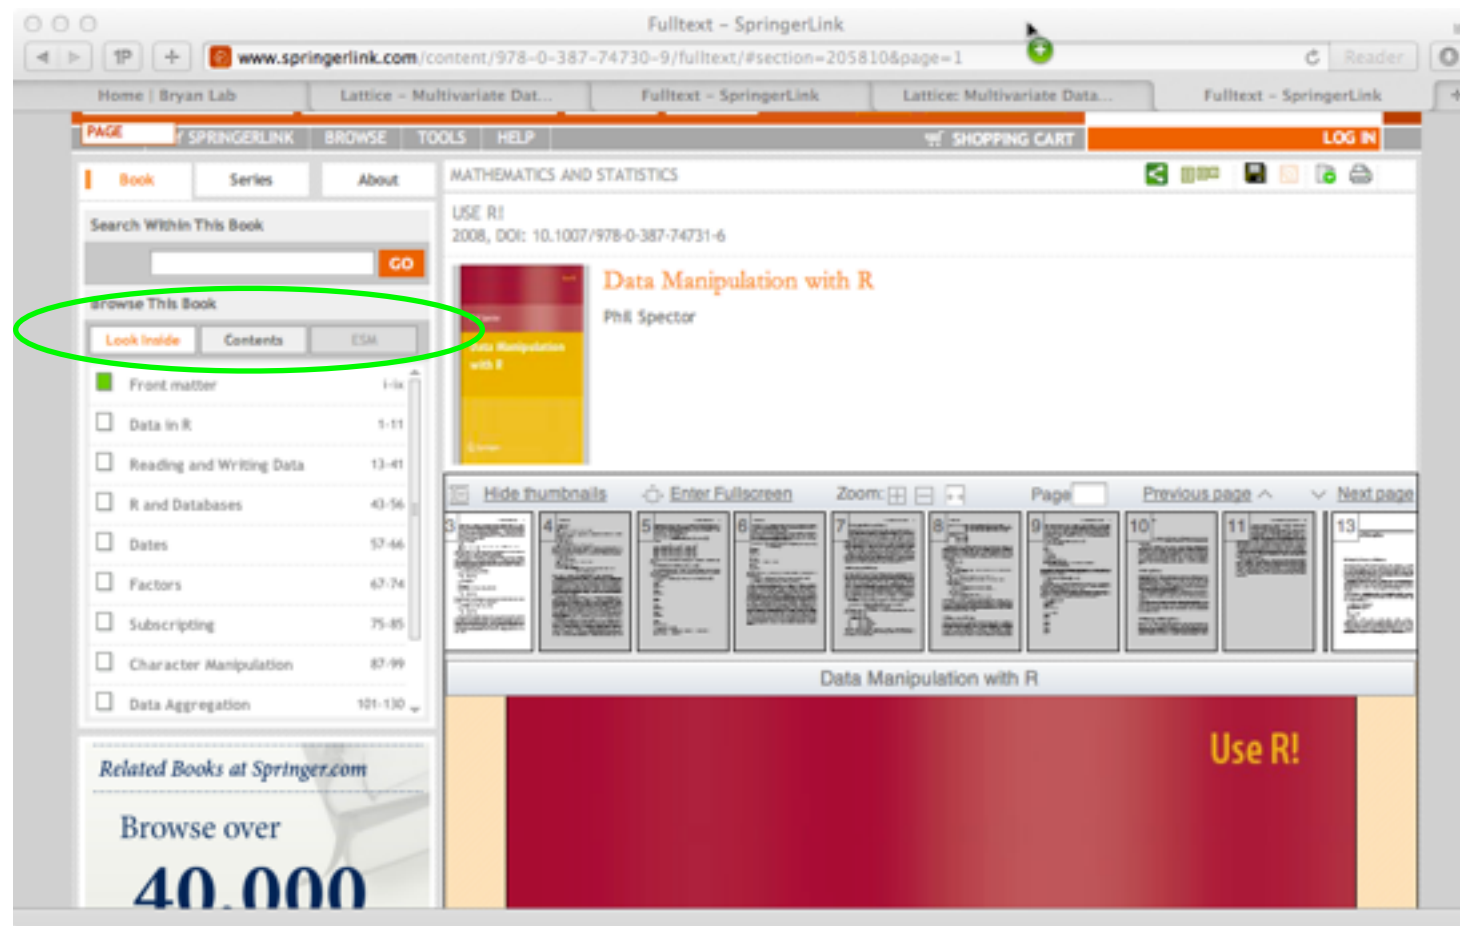 Fulltext – SpringerLink
1P + www.springerlink.com/content/978-0-387-74730-9/fulltext/#section=205810&page=1 Reader
Home | Bryan Lab Lattice – Multivariate Dat... Fulltext – SpringerLink Lattice: Multivariate Data... Fulltext – SpringerLink
PAGE SPRINGERLINK BROWSE TOOLS HELP SHOPPING CART LOG IN
Book Series About
MATHEMATICS AND STATISTICS
Search Within This Book
GO
USE R!
2008, DOI: 10.1007/978-0-387-74731-6
Data Manipulation with R
Phil Spector
Data Manipulation
with R
Springer
Browse This Book
Look Inside Contents ESM
Front matter i-ix
Data in R 1-11
Reading and Writing Data 13-41
R and Databases 43-56
Dates 57-66
Factors 67-74
Subscripting 75-85
Character Manipulation 87-99
Data Aggregation 101-130
Hide thumbnails Enter Fullscreen Zoom: Page Previous page Next page
3 4 5 6 7 8 9 10 11 13
Data Manipulation with R
Use R!
Related Books at Springer.com
Browse over
40,000